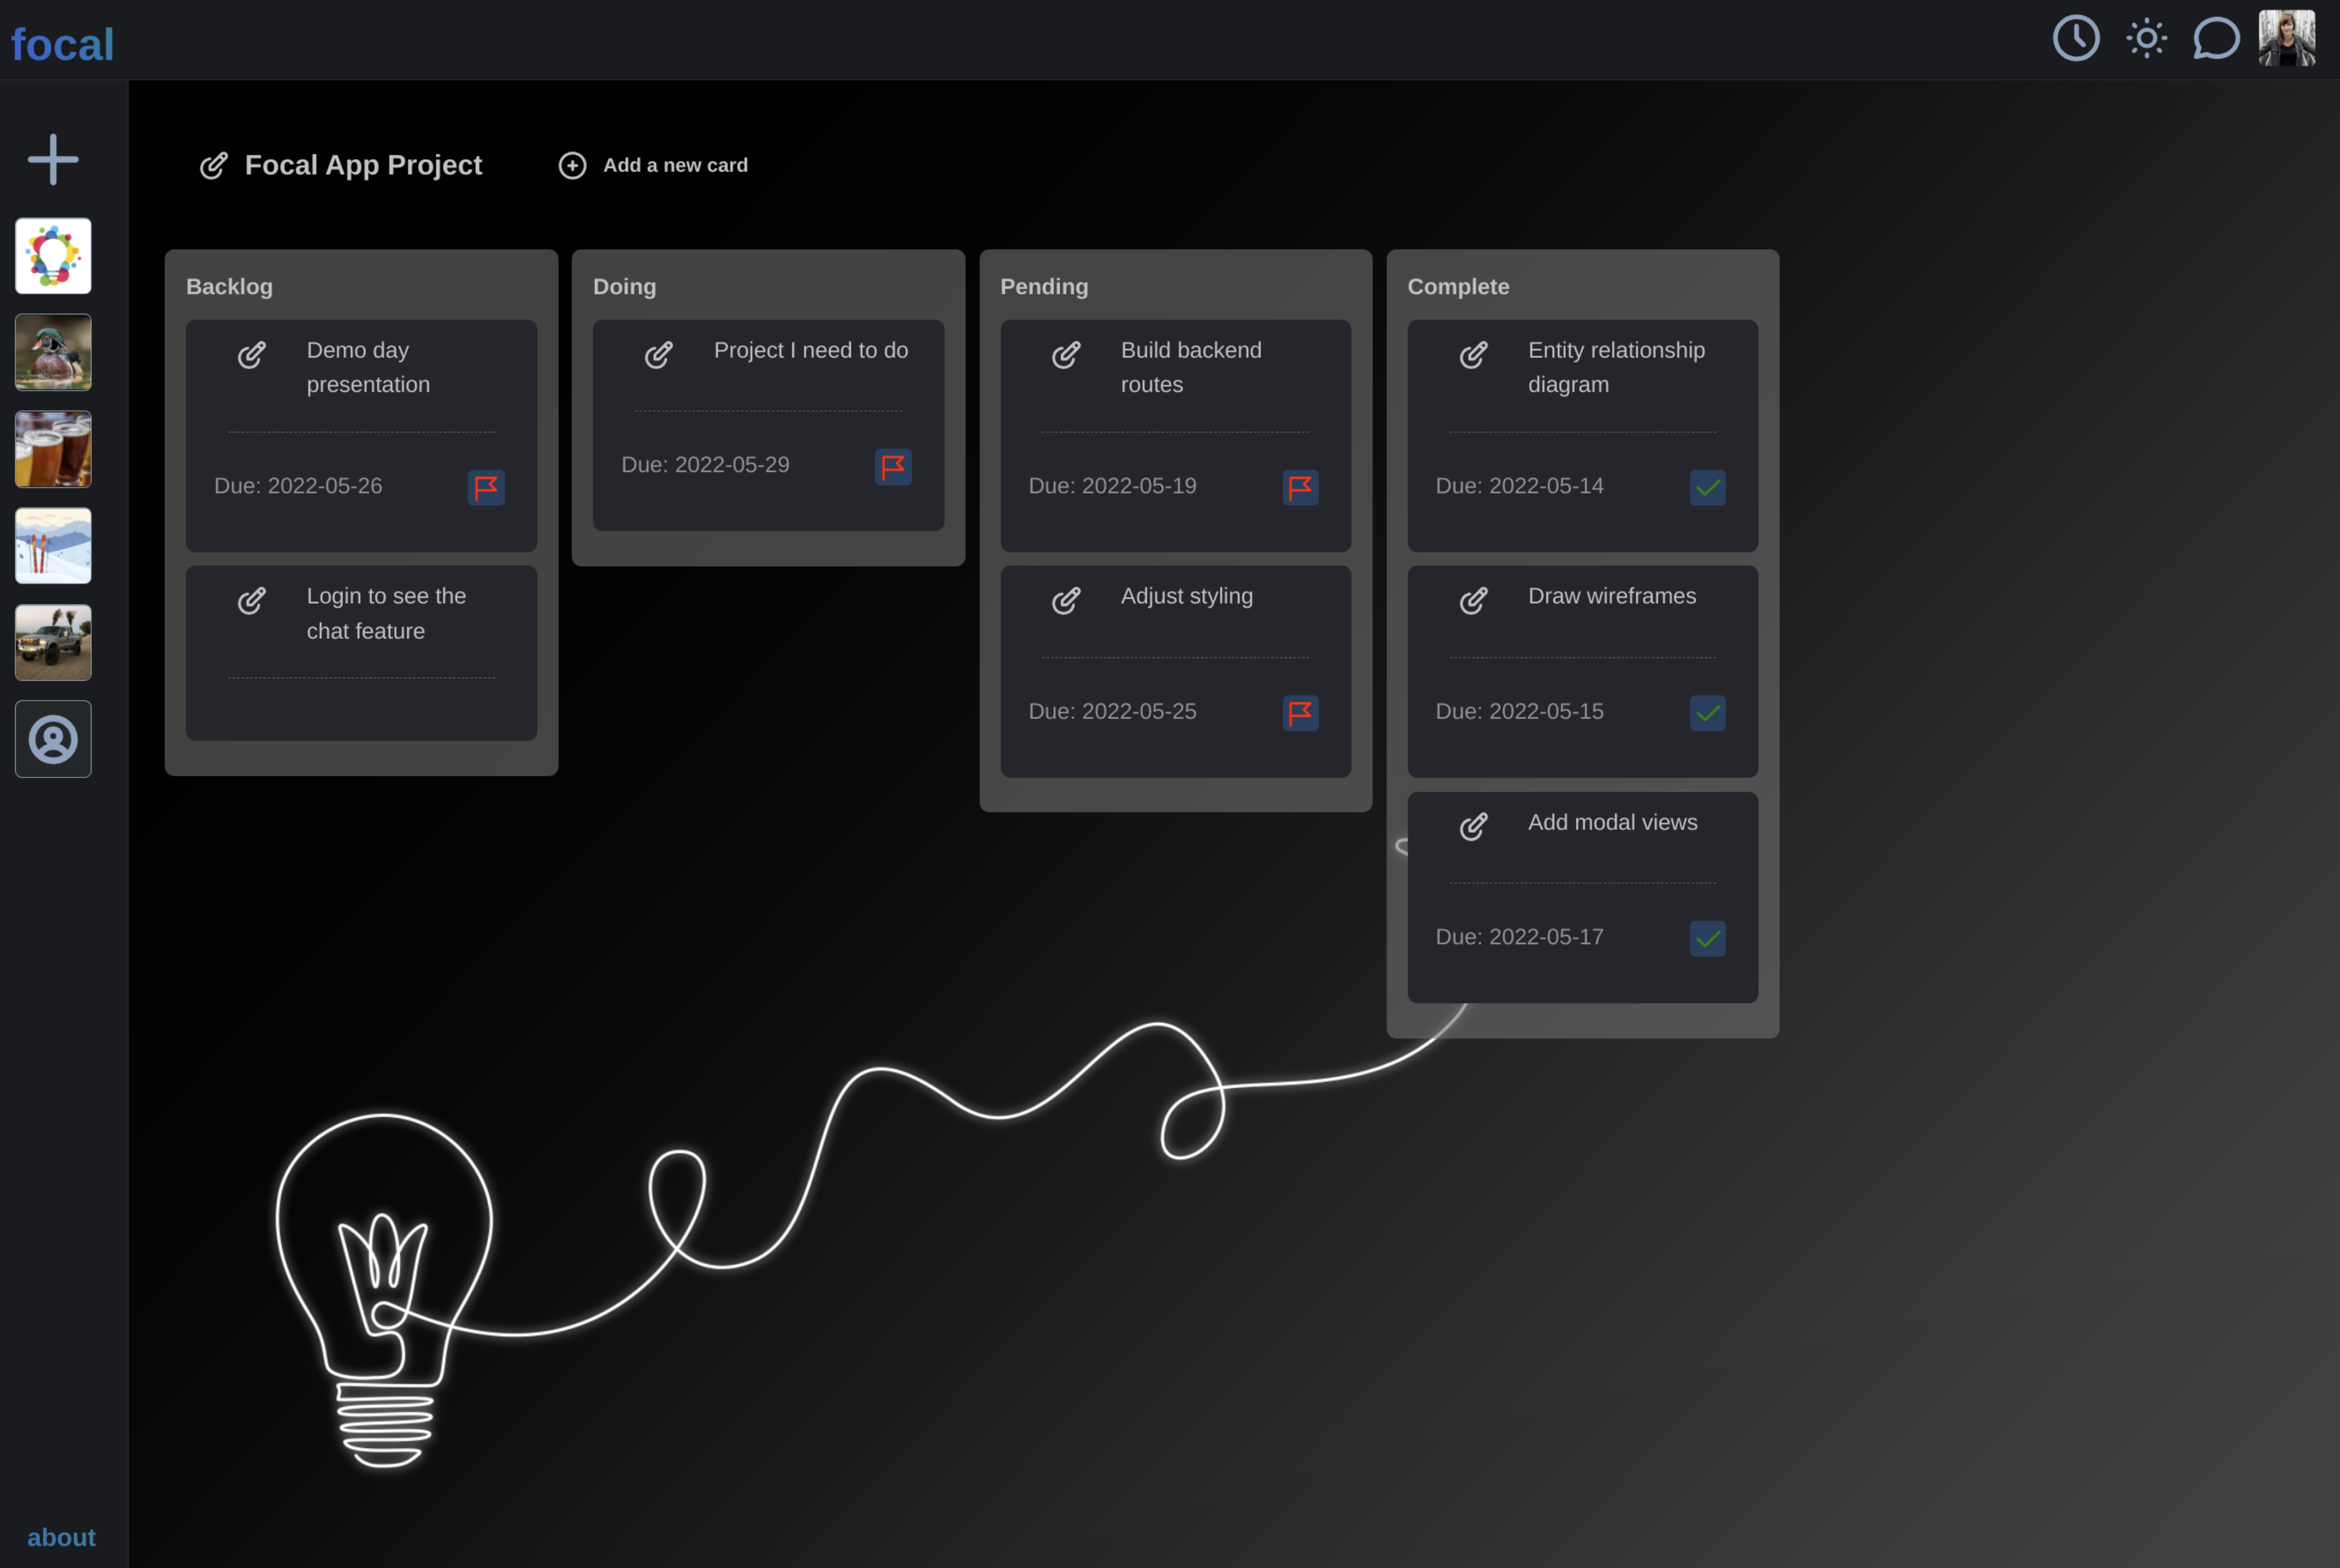 focal
Focal App Project
Add a new card
Backlog
Demo day
presentation
Due: 2022-05-26
Login to see the
chat feature
Doing
Project I need to do
Due: 2022-05-29
Pending
Build backend
routes
Due: 2022-05-19
Adjust styling
Due: 2022-05-25
Complete
Entity relationship
diagram
Due: 2022-05-14
Draw wireframes
Due: 2022-05-15
Add modal views
Due: 2022-05-17
about